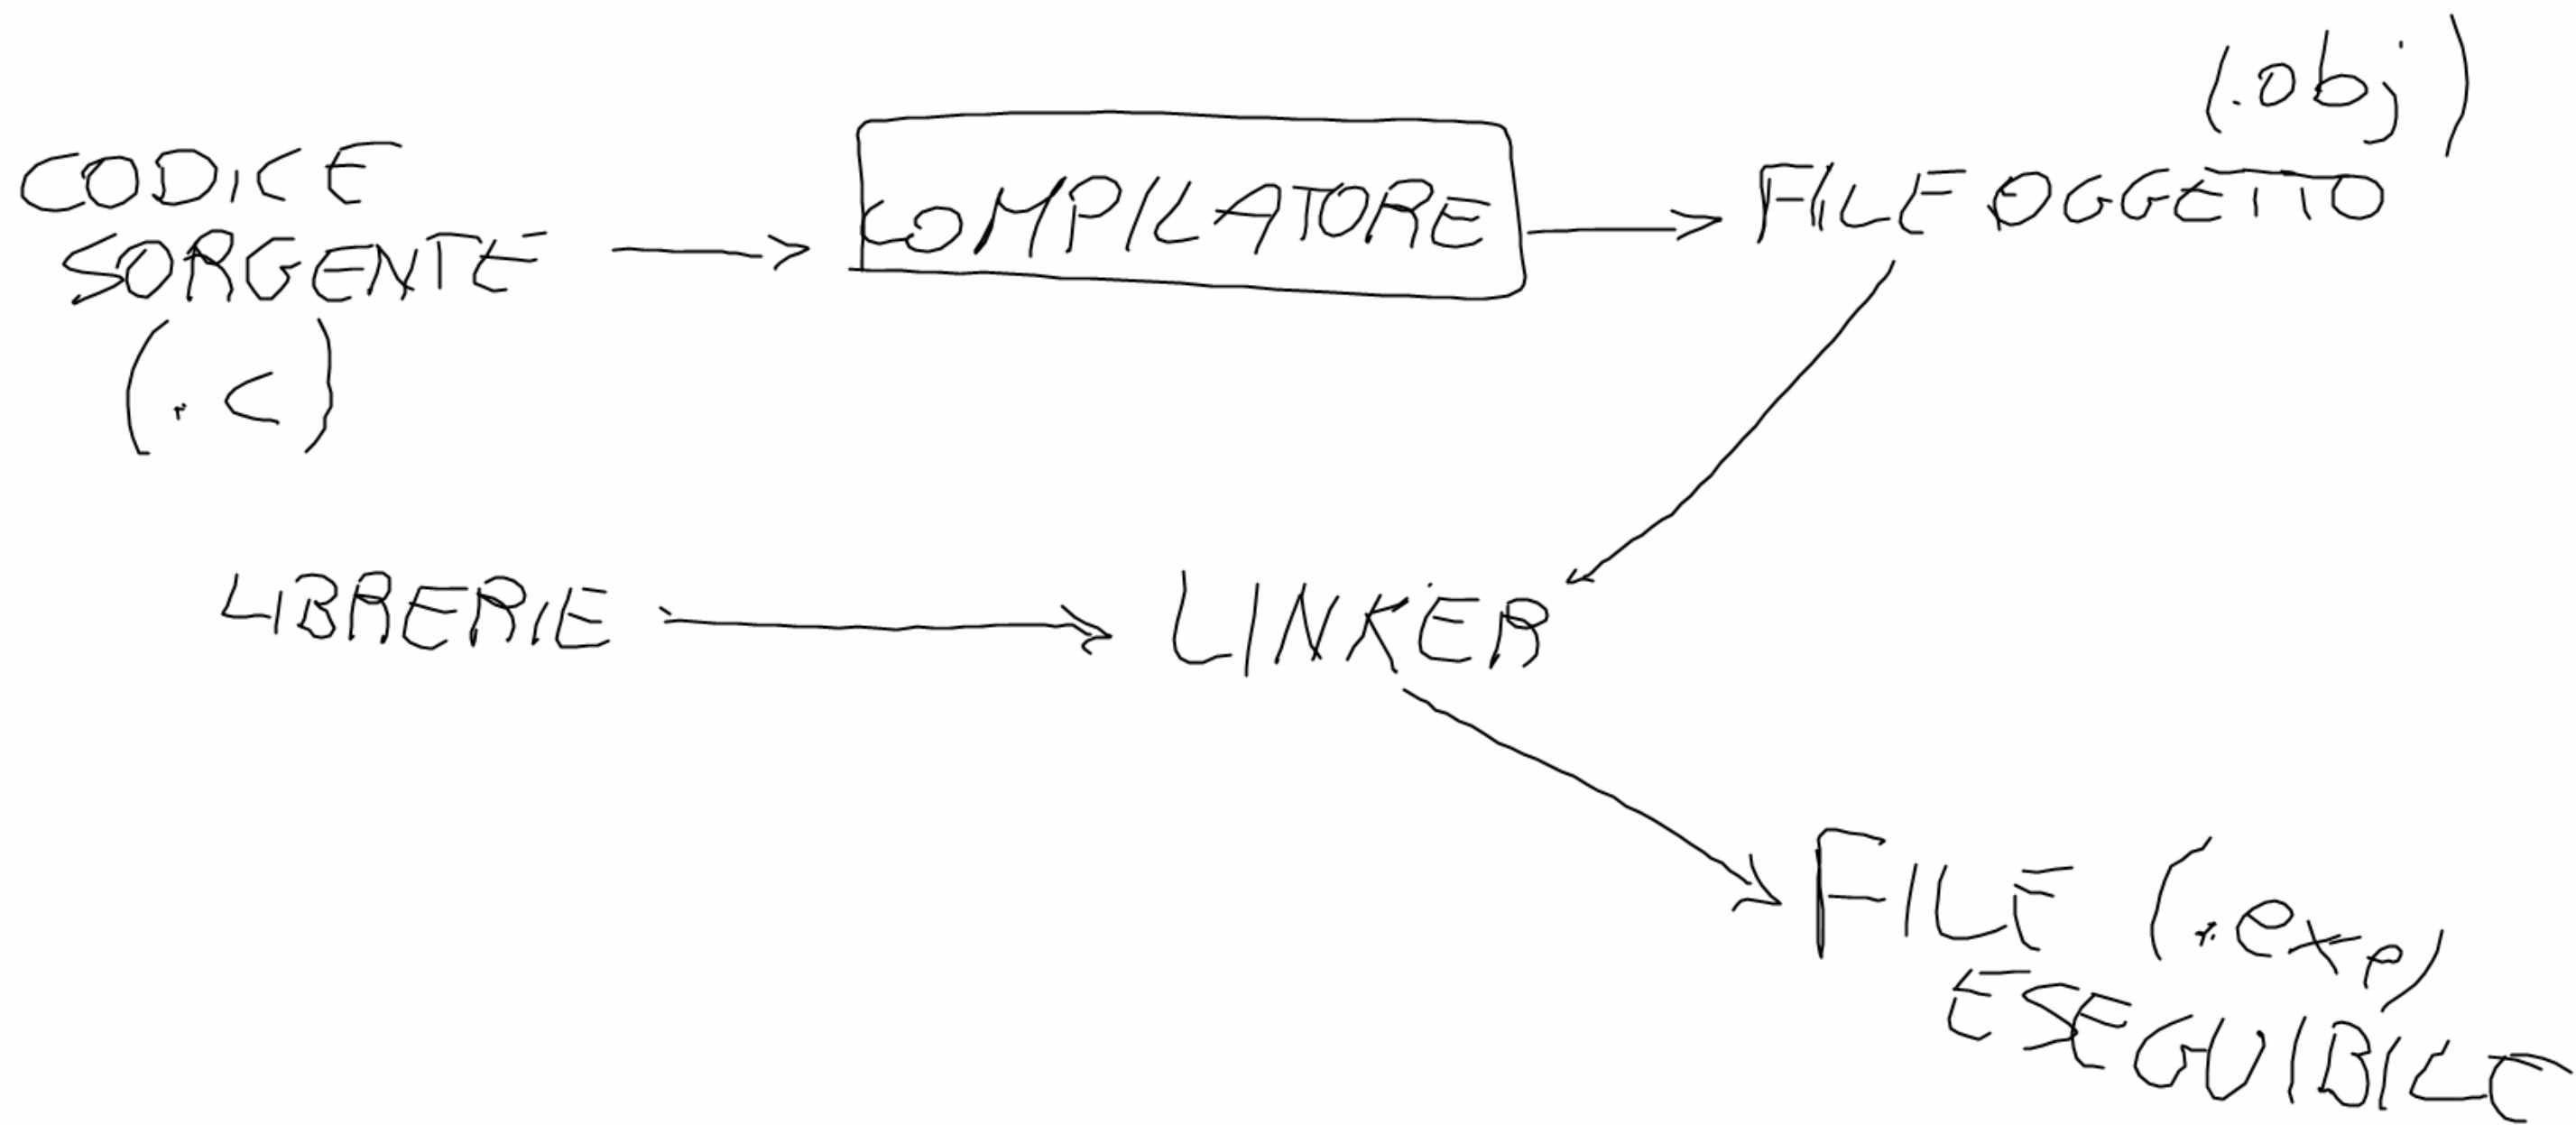 (.obj)
CODICE
SORGENTE
(.c)
COMPILATORE
FILE OGGETTO
LIBRERIE
LINKER
FILE (.exe)
ESEGUIBILE